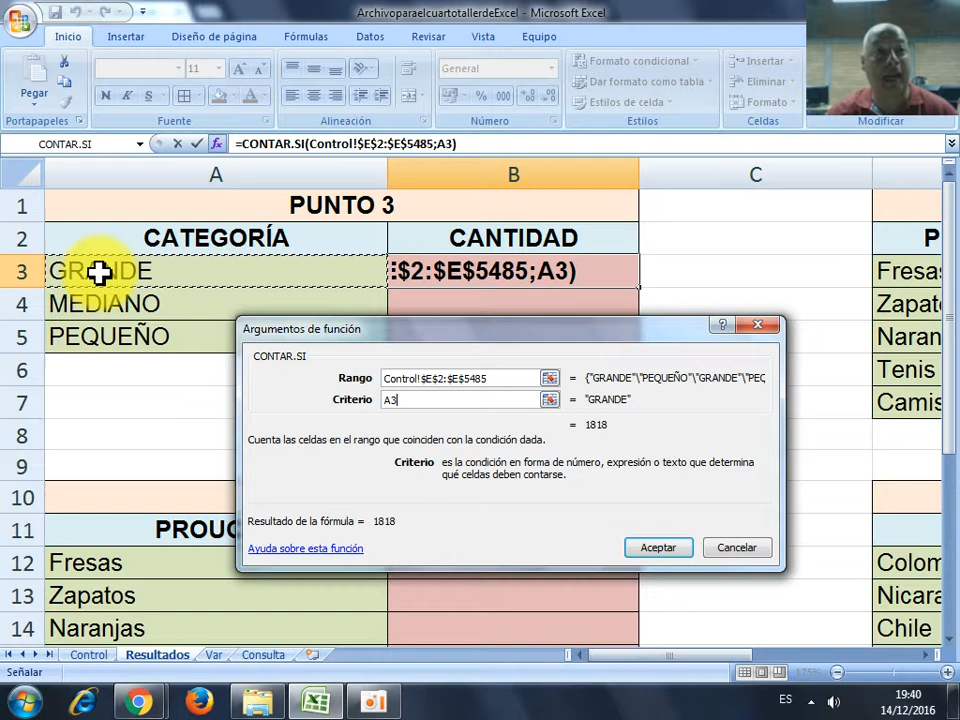 ArchivoparaelcuartotallerdeExcel - Microsoft Excel
Inicio Insertar Diseño de página Fórmulas Datos Revisar Vista Equipo
Pegar
11
N K S
General
% 000
Formato condicional
Dar formato como tabla
Estilos de celda
Insertar
Eliminar
Formato
Portapapeles Fuente Alineación Número Estilos Celdas Modificar
CONTAR.SI fx =CONTAR.SI(Control!$E$2:$E$5485;A3)
A B C
1 PUNTO 3
2 CATEGORÍA CANTIDAD P
3 GRANDE E$2:$E$5485;A3) Fresas
4 MEDIANO Zapato
5 PEQUEÑO Naran
6 Tenis
7 Camis
8
9
10
11 PROUC
12 Fresas Colom
13 Zapatos Nicara
14 Naranjas Chile
Argumentos de función
CONTAR.SI
Rango Control!$E$2:$E$5485 = {"GRANDE"\"PEQUEÑO"\"GRANDE"\"PEQ
Criterio A3 = "GRANDE"
= 1818
Cuenta las celdas en el rango que coinciden con la condición dada.
Criterio es la condición en forma de número, expresión o texto que determina
qué celdas deben contarse.
Resultado de la fórmula = 1818
Ayuda sobre esta función
Aceptar Cancelar
Control Resultados Var Consulta
Señalar 175%
ES 19:40
14/12/2016